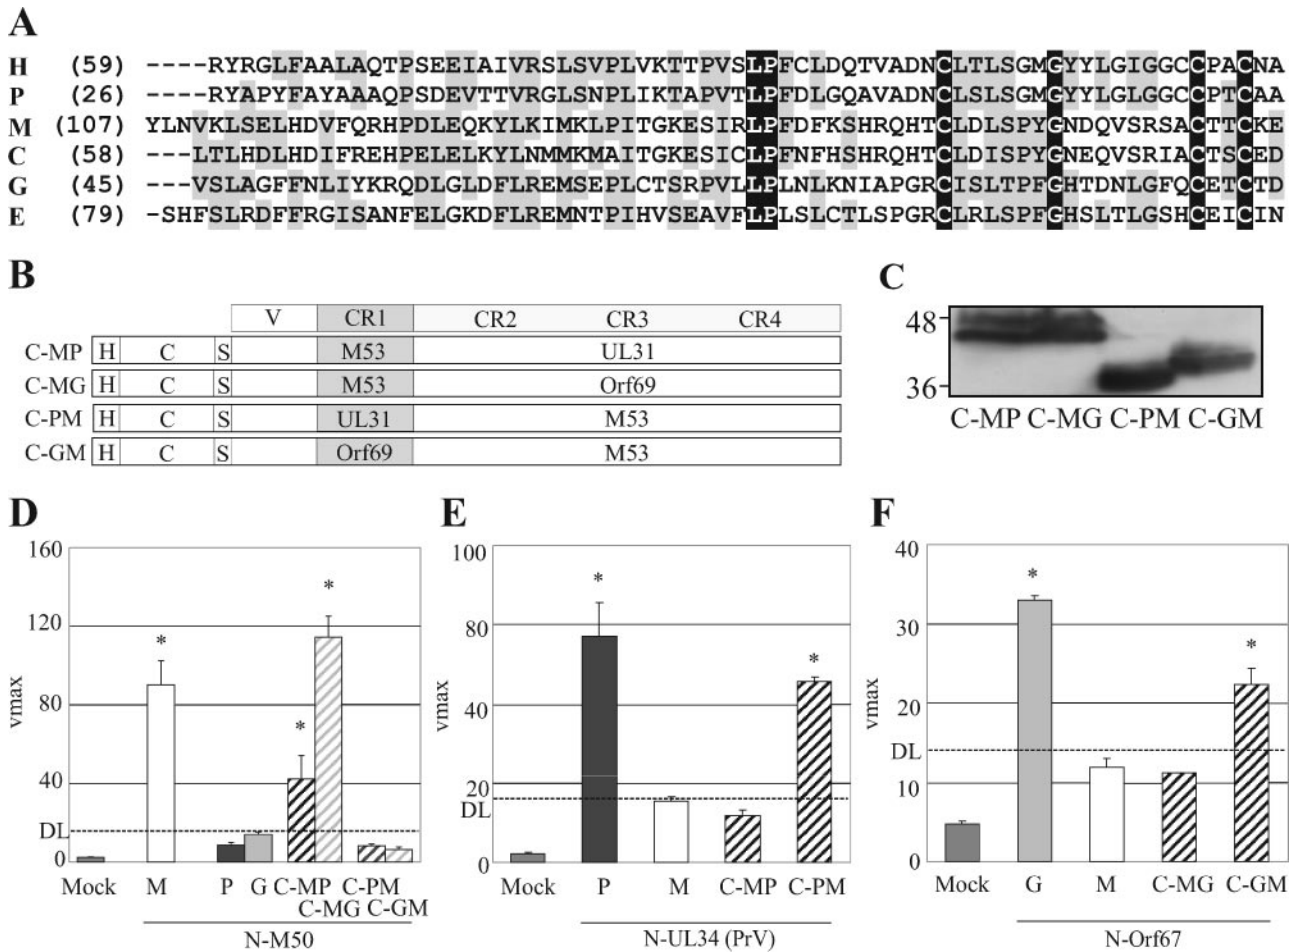 A
H (59) ----RYRGLFAALAQTPSEEIAIVRSLSVPLVKTTPVSLPFCLDQTVADNCLTLSGMGYYLGIGGCCPACNA
P (26) ----RYAPYFAYAAAQPSDEVTTVRGLSNPLIKTAPVTLPFDLGQAVADNCLSLSGMGYYLGLGGCCPTCAA
M (107) YLNVKLSELHDVFQRHPDLEQKYLKIMKLPITGKESIRLPFDFKSHRQHTCLDLSPYGNDQVSRSACTTCKE
C (58) ---LTLHDLHDIFREHPELELKYLNMMKMAITGKESICLPFNFHSHRQHTCLDISPYGNEQVSRIACTSCED
G (45) ---VSLAGFFNLIYKRQDLGLDFLREMSEPLCTSRPVLLPLNLKNIAPGRCISLTPFGHTDNLGFQCETCTD
E (79) -SHFSLRDFFRGISANFELGKDFLREMNTPIHVSEAVFLPLSLCTLSPGRCLRLSPFGHSLTLGSHCEICIN
B
V CR1 CR2 CR3 CR4
C-MP H C S M53 UL31
C-MG H C S M53 Orf69
C-PM H C S UL31 M53
C-GM H C S Orf69 M53
C
48
36
C-MP C-MG C-PM C-GM
D
160
120
80
40
DL
0
vmax
* * *
Mock M P G C-MP C-PM
C-MG C-GM
N-M50
E
100
80
60
40
20
DL
0
vmax
* *
Mock P M C-MP C-PM
N-UL34 (PrV)
F
40
30
20
DL
10
0
vmax
* *
Mock G M C-MG C-GM
N-Orf67